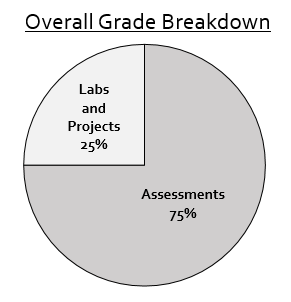 Overall Grade Breakdown
Labs
and
Projects
25%
Assessments
75%